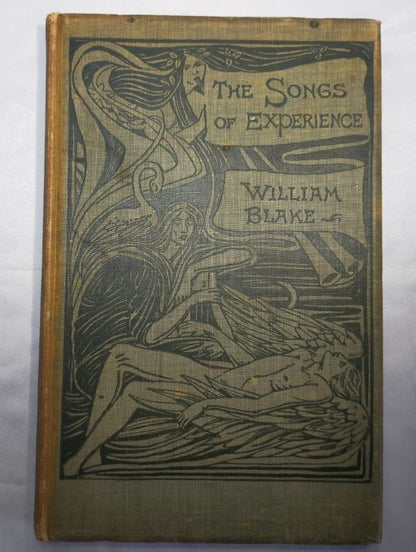 THE SONGS
OF EXPERIENCE
WILLIAM
BLAKE